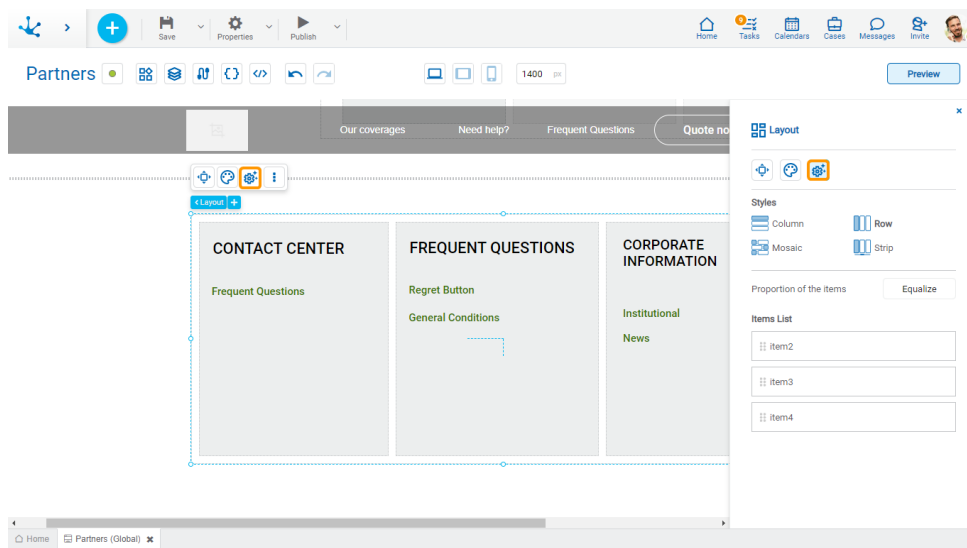 Save
Properties
Publish
Home
9
Tasks
Calendars
Cases
Messages
Invite
Partners
1400 px
Preview
Our coverages
Need help?
Frequent Questions
Quote no
Layout
Layout
Styles
Column
Row
Mosaic
Strip
Proportion of the items
Equalize
Items List
item2
item3
item4
CONTACT CENTER
Frequent Questions
FREQUENT QUESTIONS
Regret Button
General Conditions
CORPORATE
INFORMATION
Institutional
News
Home
Partners (Global)